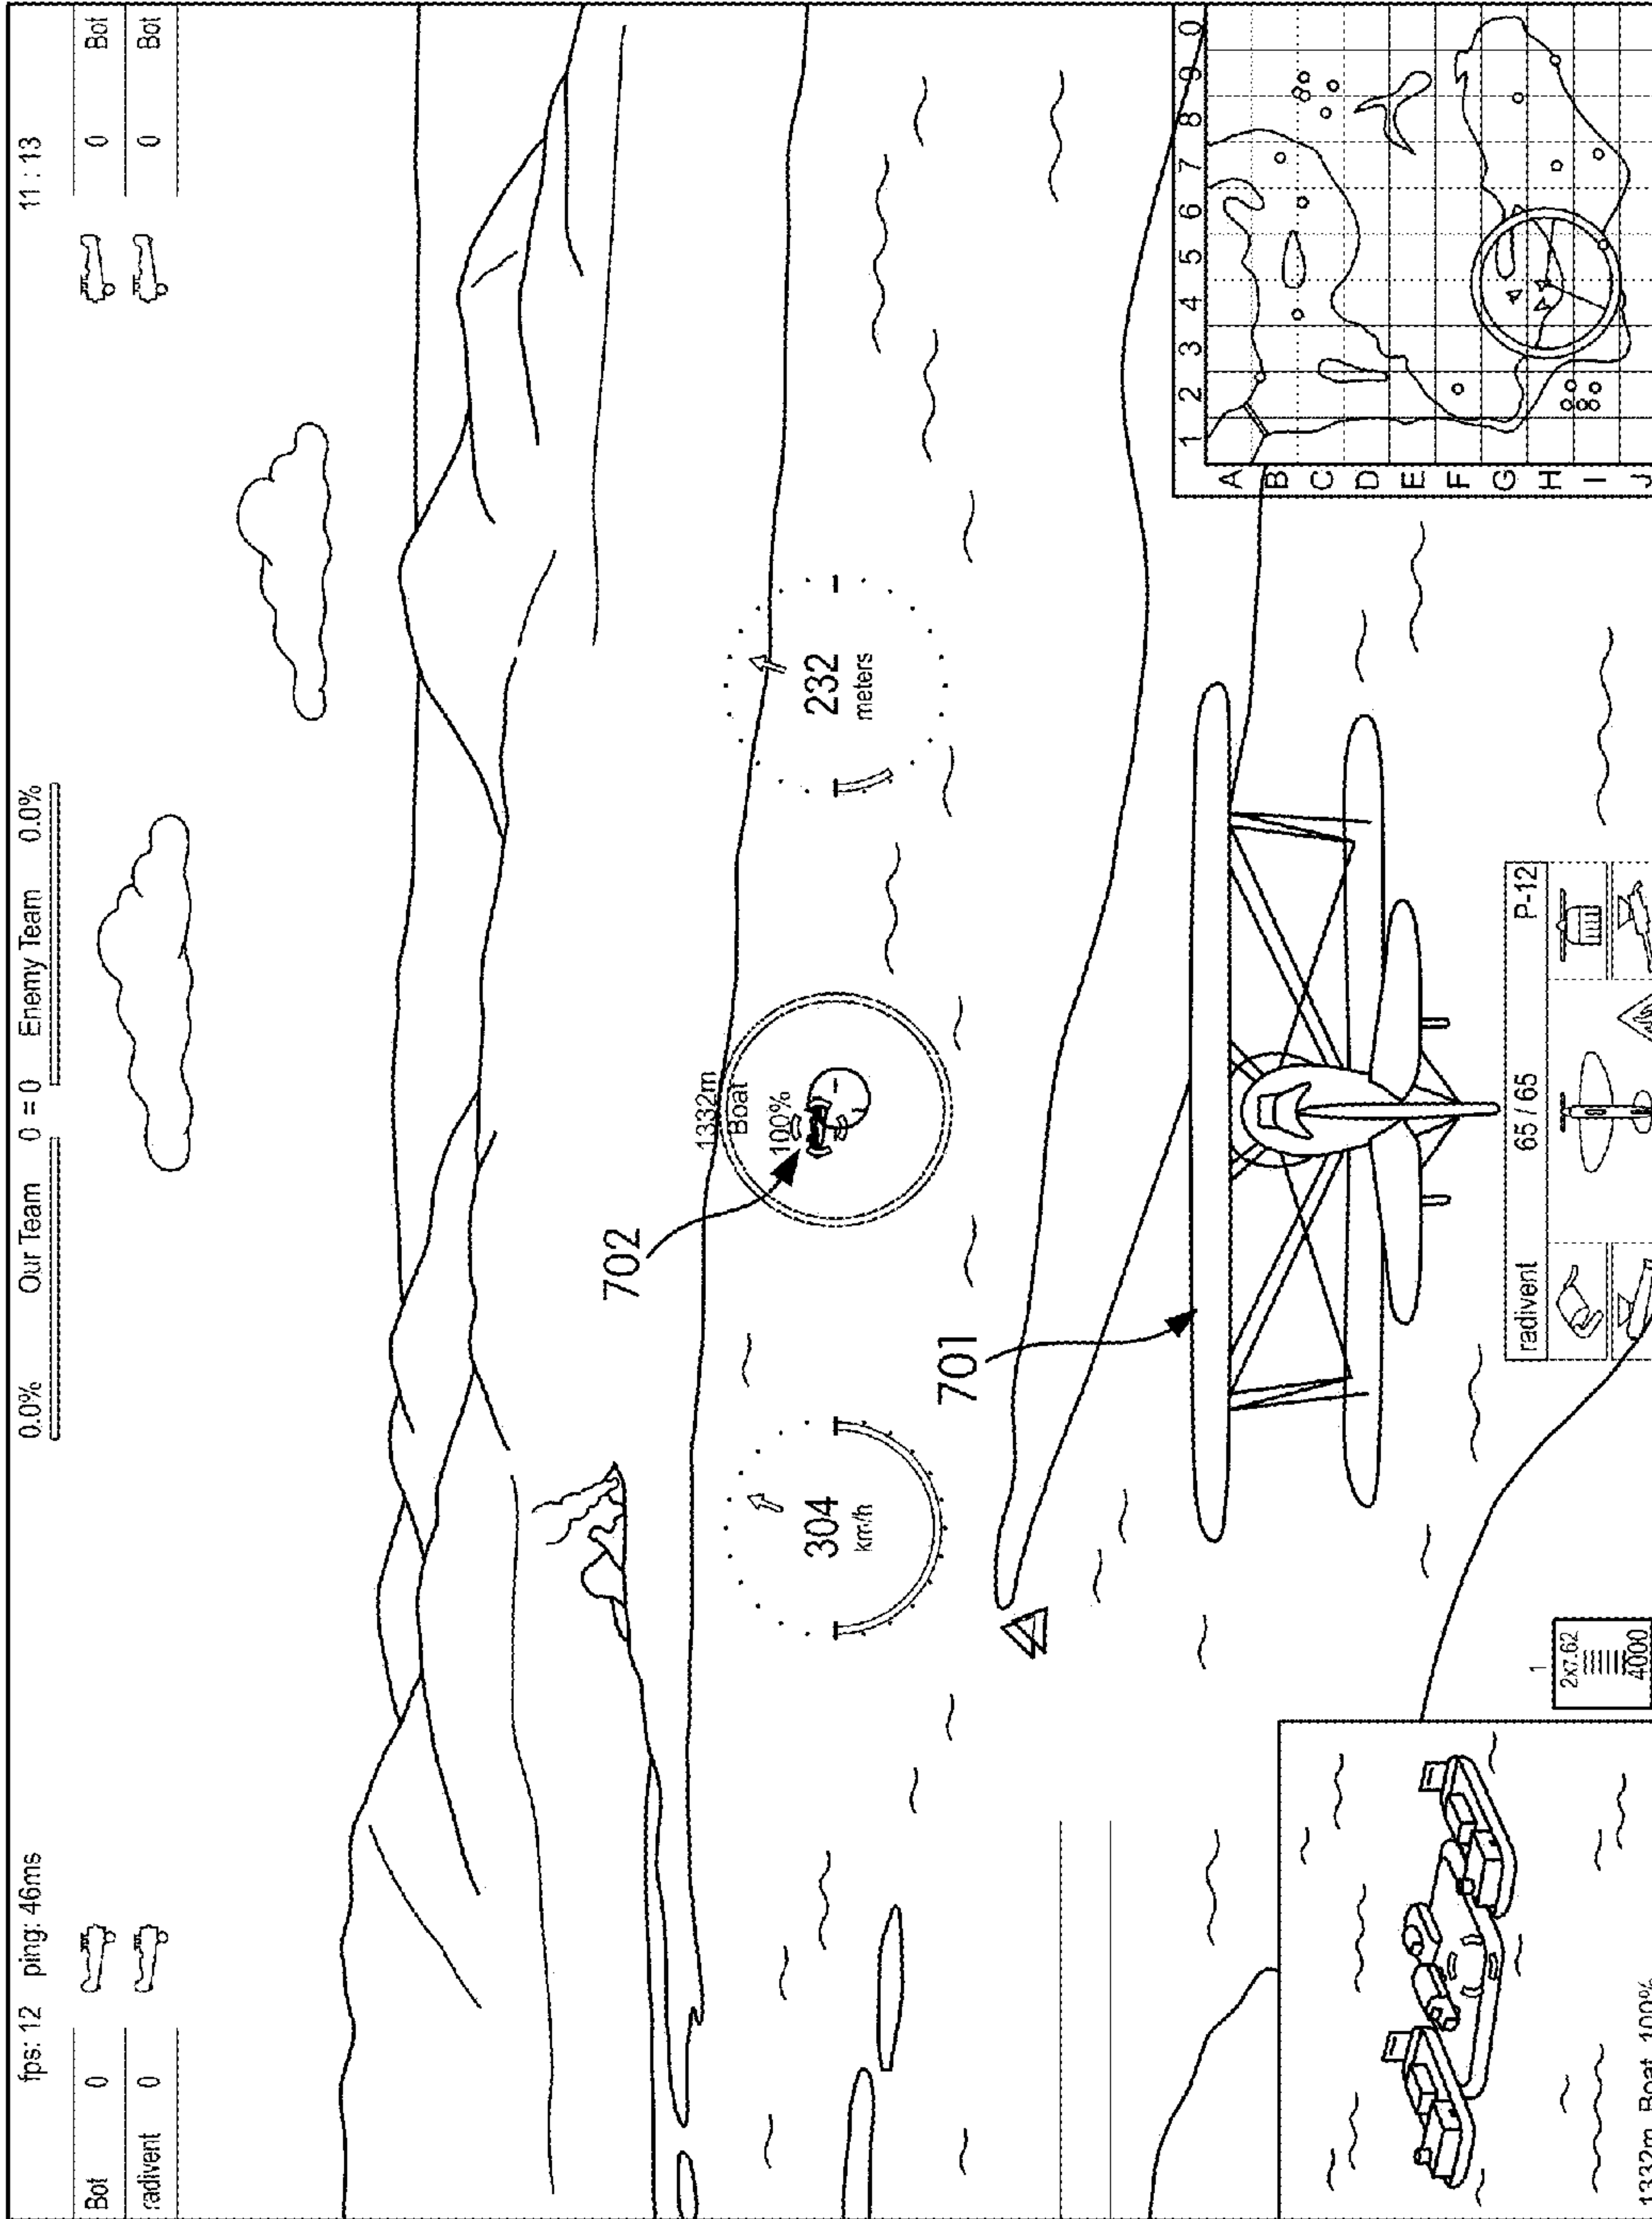 fps: 12 ping: 46ms
0.0% Our Team 0 = 0 Enemy Team 0.0%
11 : 13
Bot 0
radivent 0
0 Bot
0 Bot
702
1332m
Boat
100%
304
km/h
232
meters
701
1 2 3 4 5 6 7 8 9 0
A
B
C
D
E
F
G
H
I
J
radivent 65 / 65 P-12
1
2x7.62
4000
1332m Boat 100%